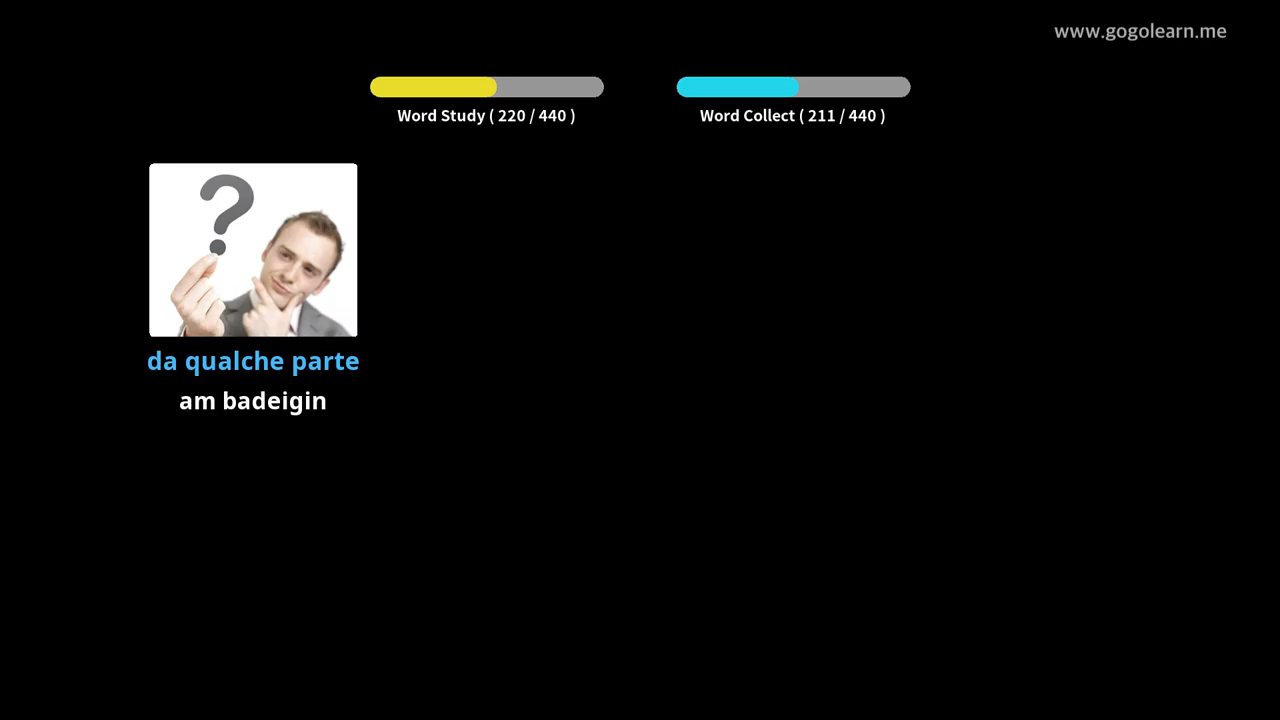 www.gogolearn.me
Word Study ( 220 / 440 )
Word Collect ( 211 / 440 )
?
da qualche parte
am badeigin